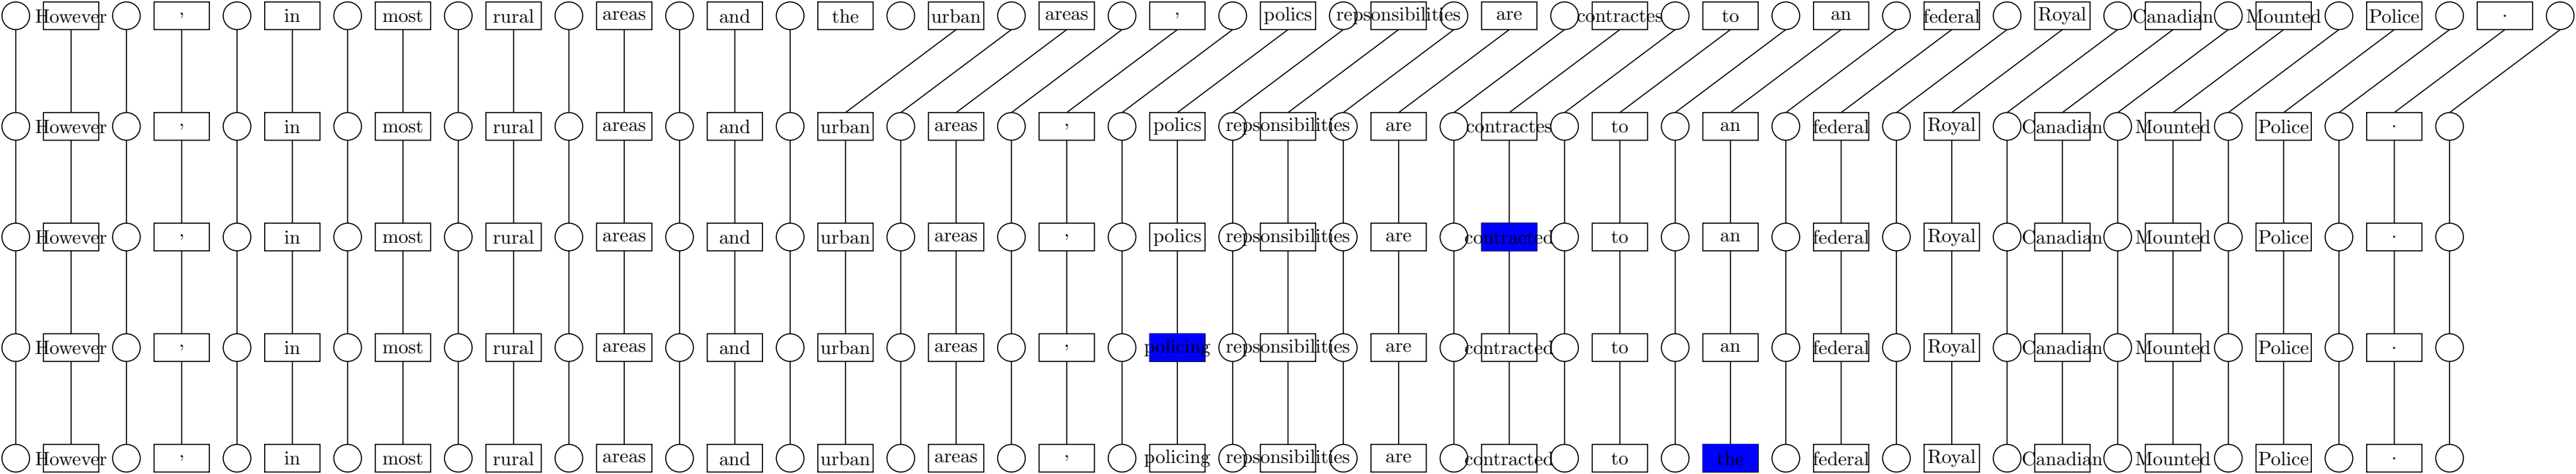 However , in most rural areas and the urban areas , polics repsonsibilities are contractes to an federal Royal Canadian Mounted Police .
However , in most rural areas and urban areas , polics repsonsibilities are contractes to an federal Royal Canadian Mounted Police .
However , in most rural areas and urban areas , polics repsonsibilities are contracted to an federal Royal Canadian Mounted Police .
However , in most rural areas and urban areas , policing repsonsibilities are contracted to an federal Royal Canadian Mounted Police .
However , in most rural areas and urban areas , policing repsonsibilities are contracted to the federal Royal Canadian Mounted Police .